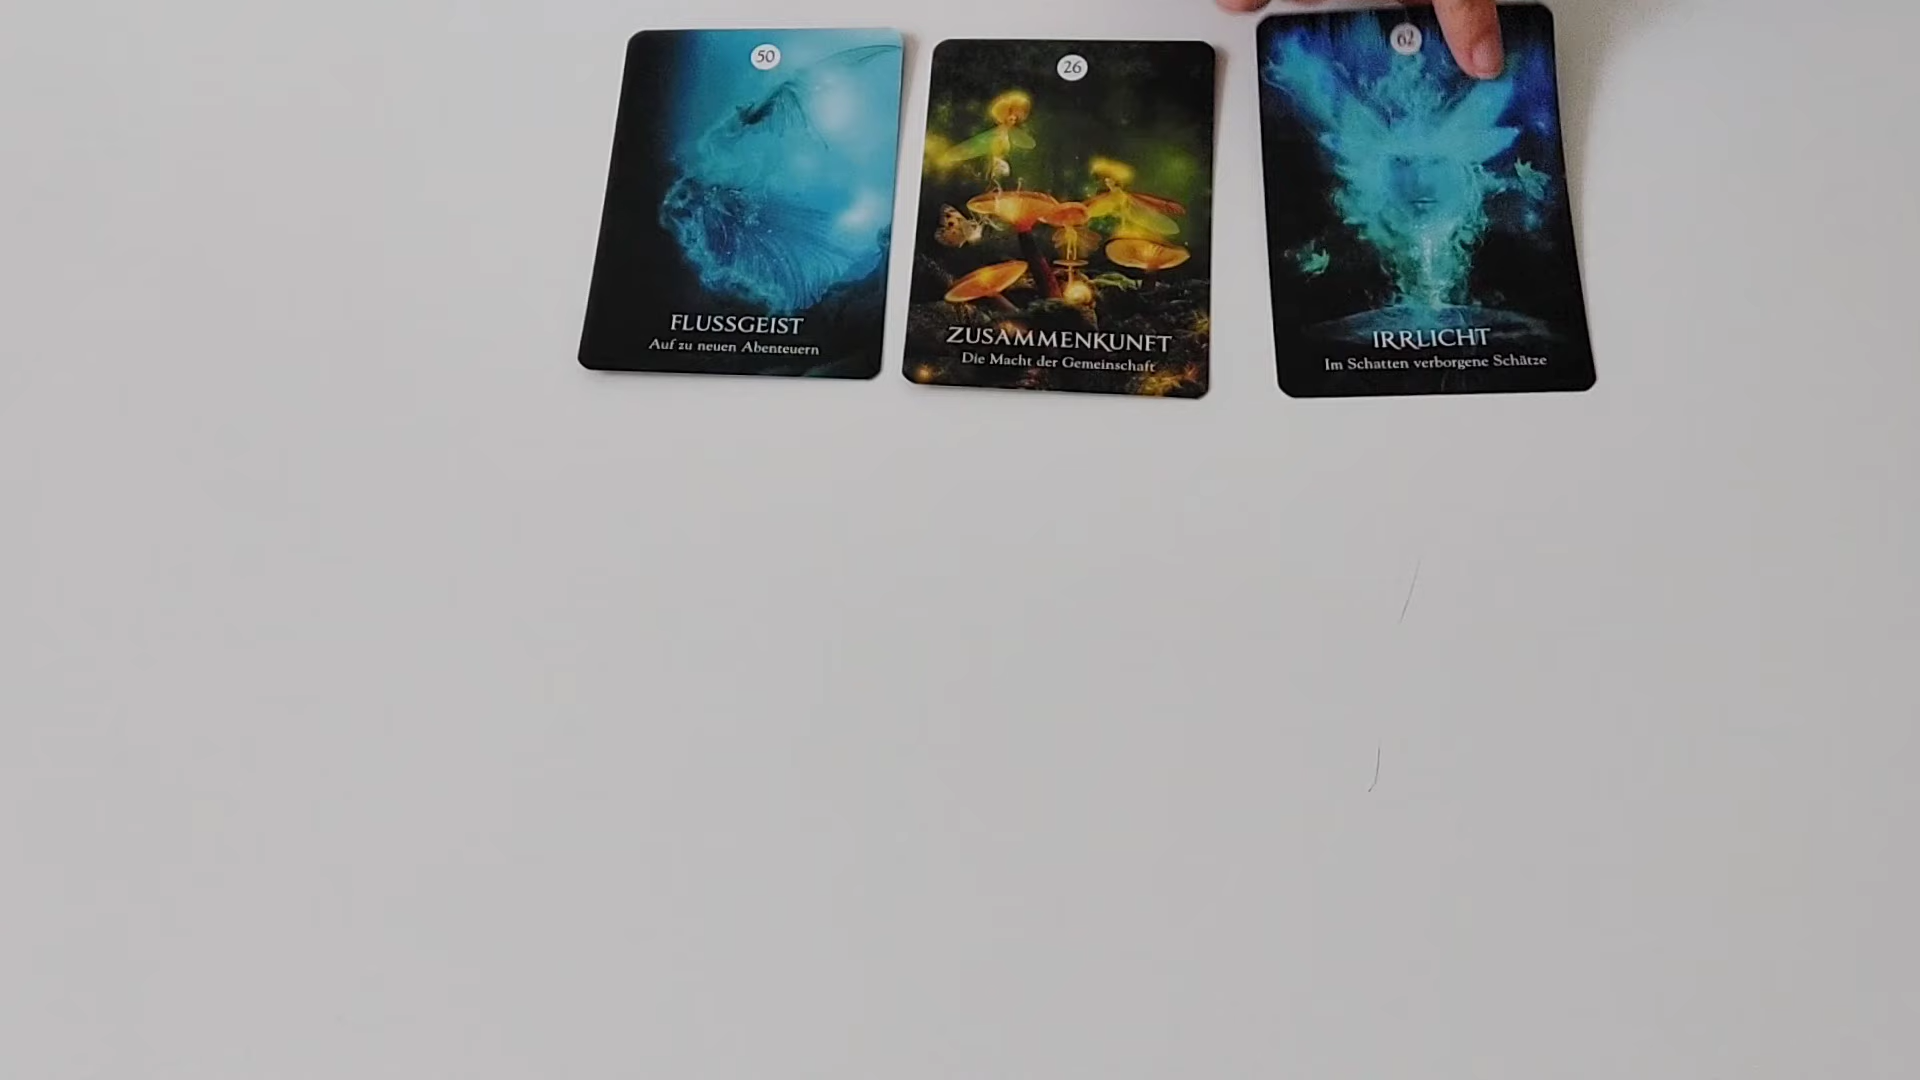 50
FLUSSGEIST
Auf zu neuen Abenteuern
26
ZUSAMMENKUNFT
Die Macht der Gemeinschaft
62
IRRLICHT
Im Schatten verborgene Schätze